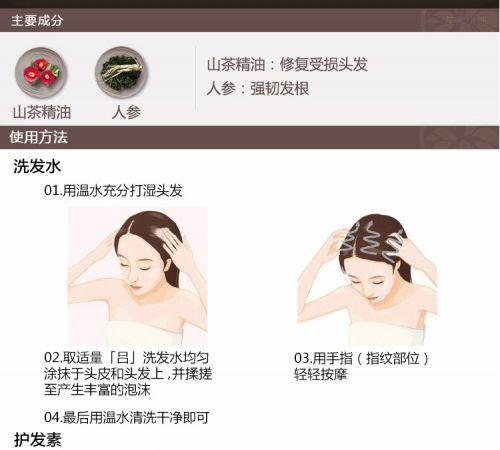 主要成分
山茶精油
人参
山茶精油：修复受损头发
人参：强韧发根
使用方法
洗发水
01.用温水充分打湿头发
02.取适量「吕」洗发水均匀
涂抹于头皮和头发上,并揉搓
至产生丰富的泡沫
03.用手指（指纹部位）
轻轻按摩
04.最后用温水清洗干净即可
护发素